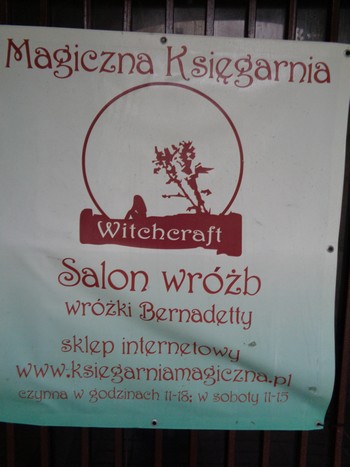 Magiczna Księgarnia
Witchcraft
Salon wróżb
wróżki Bernadetty
sklep internetowy
www.ksiegarniamagiczna.pl
czynna w godzinach 11-18; w soboty 11-15